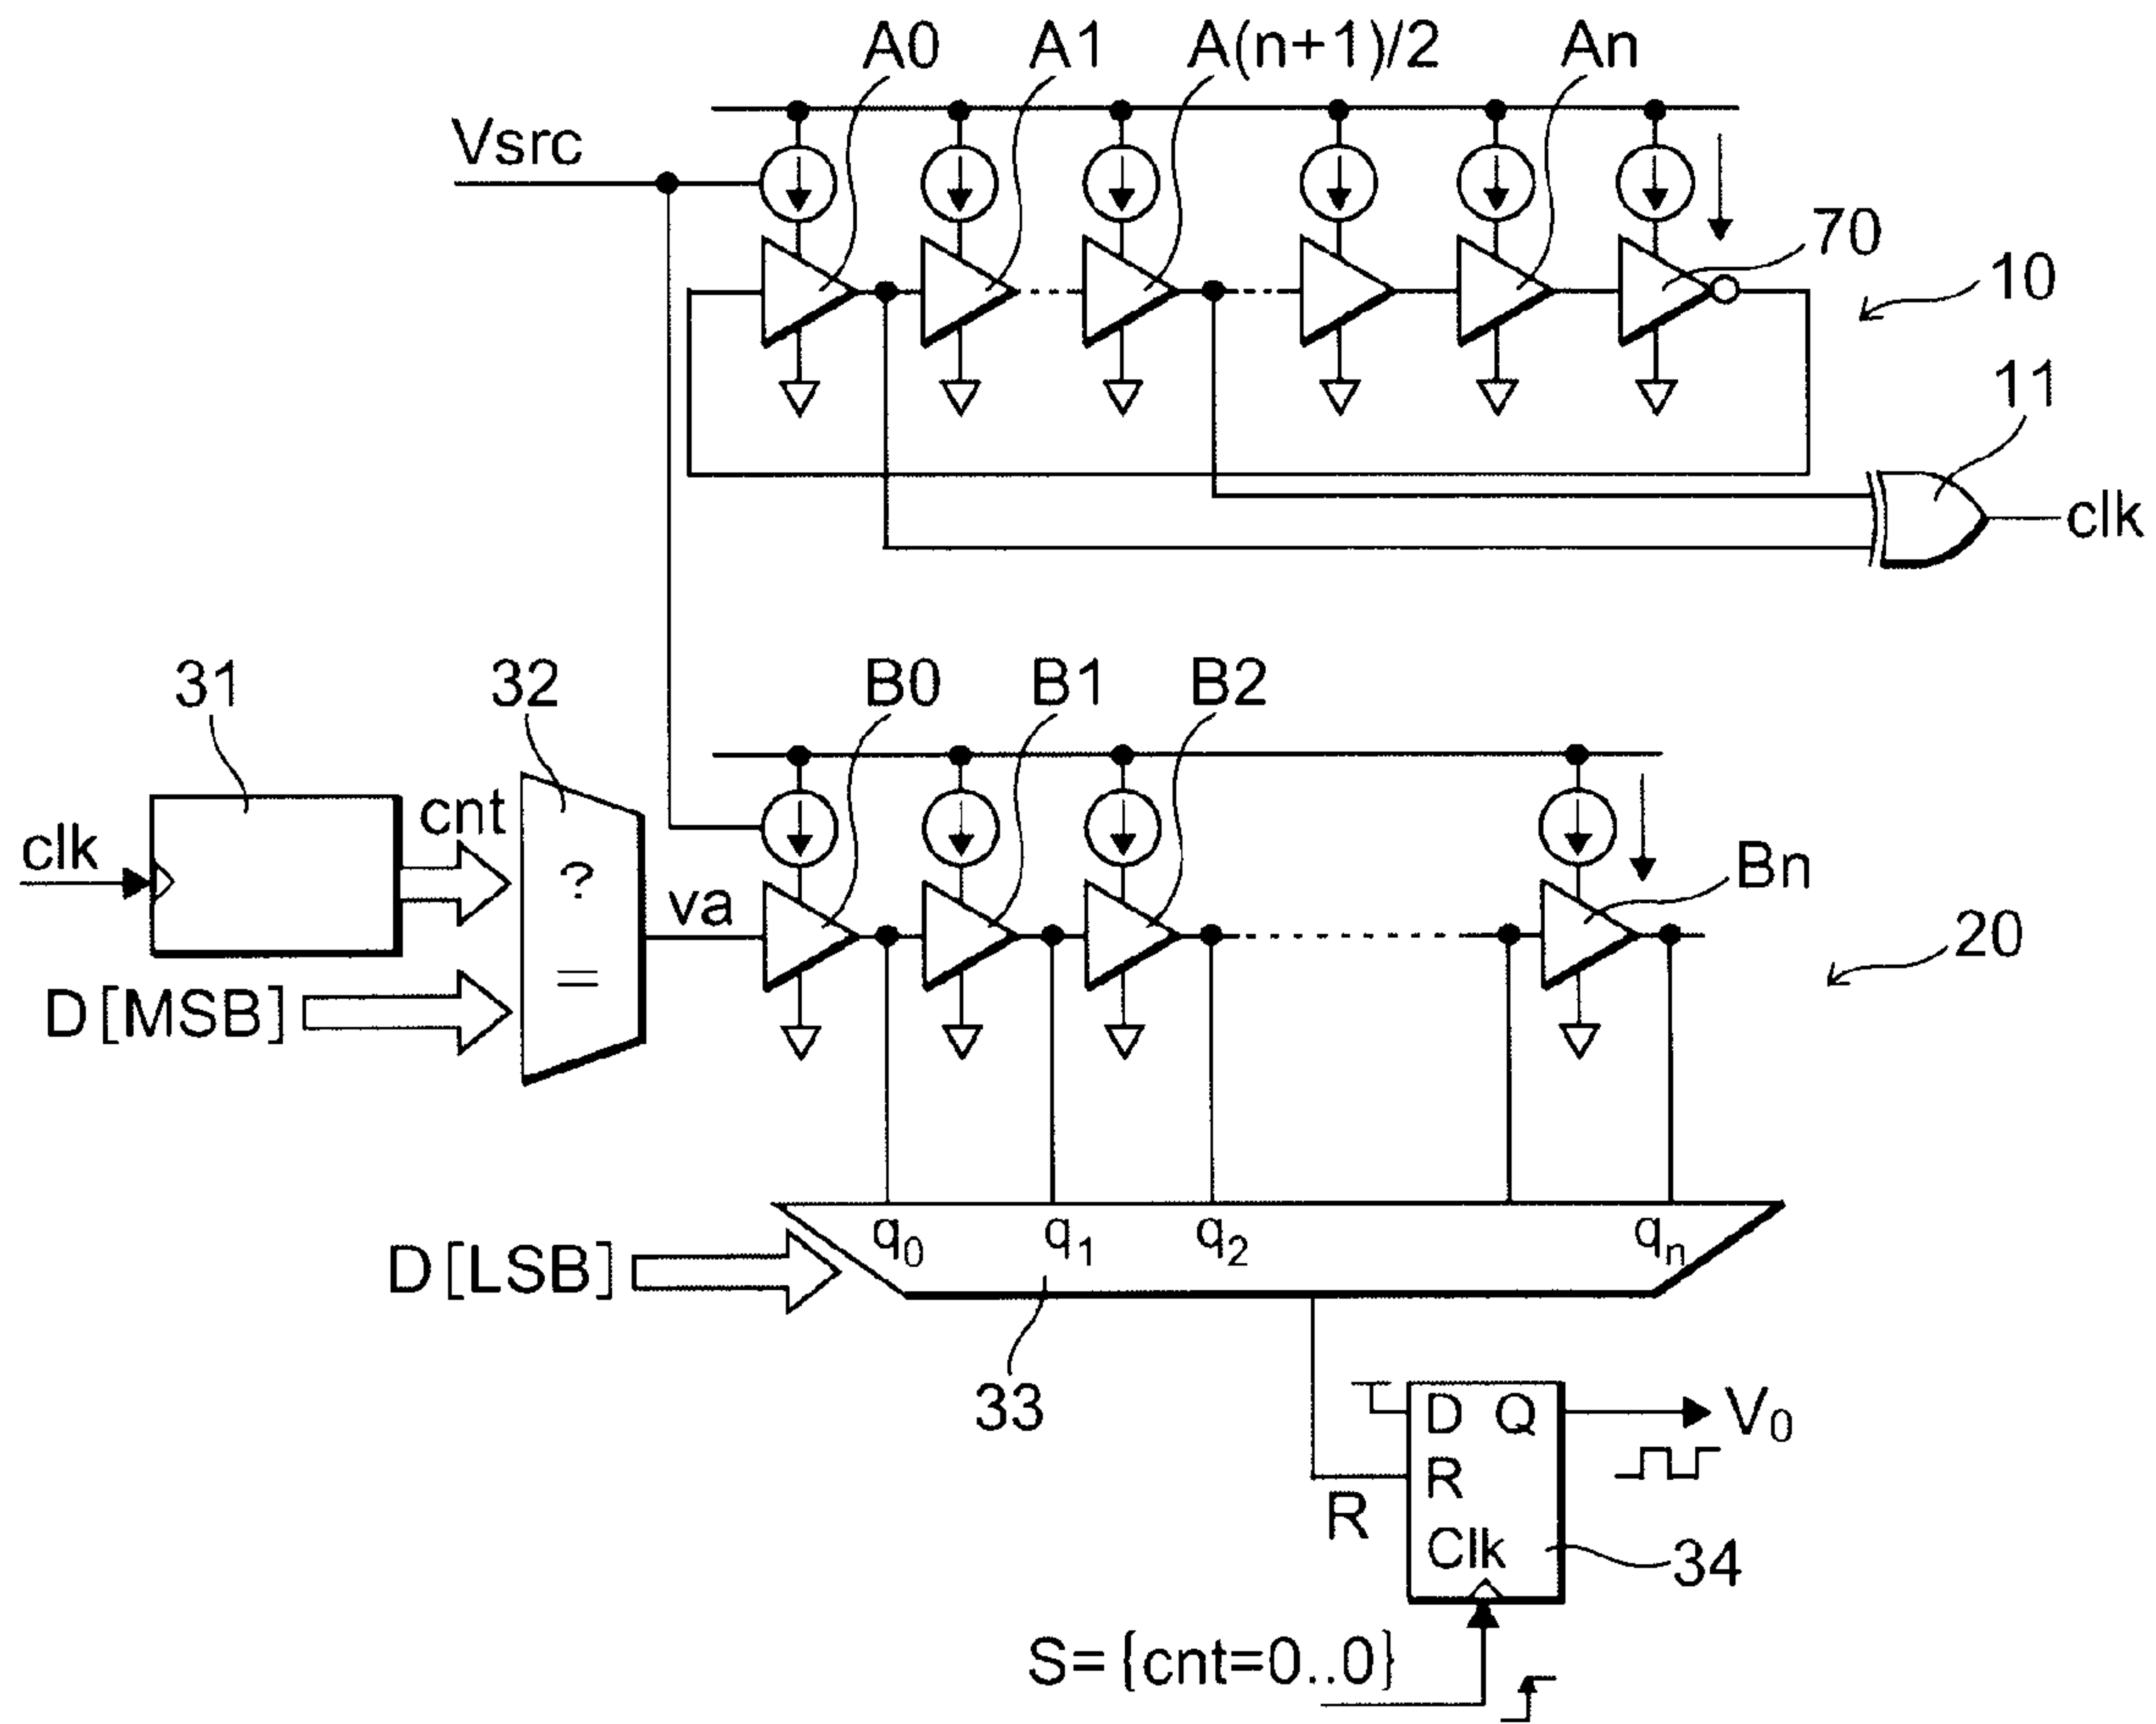 A0 A1 A(n+1)/2 An
Vsrc
70
10
11
clk
31 32 B0 B1 B2
cnt
clk
?
=
va
Bn
20
D[MSB]
q0 q1 q2 qn
D[LSB]
33
D Q
V0
R
R
Clk
34
S={cnt=0..0}